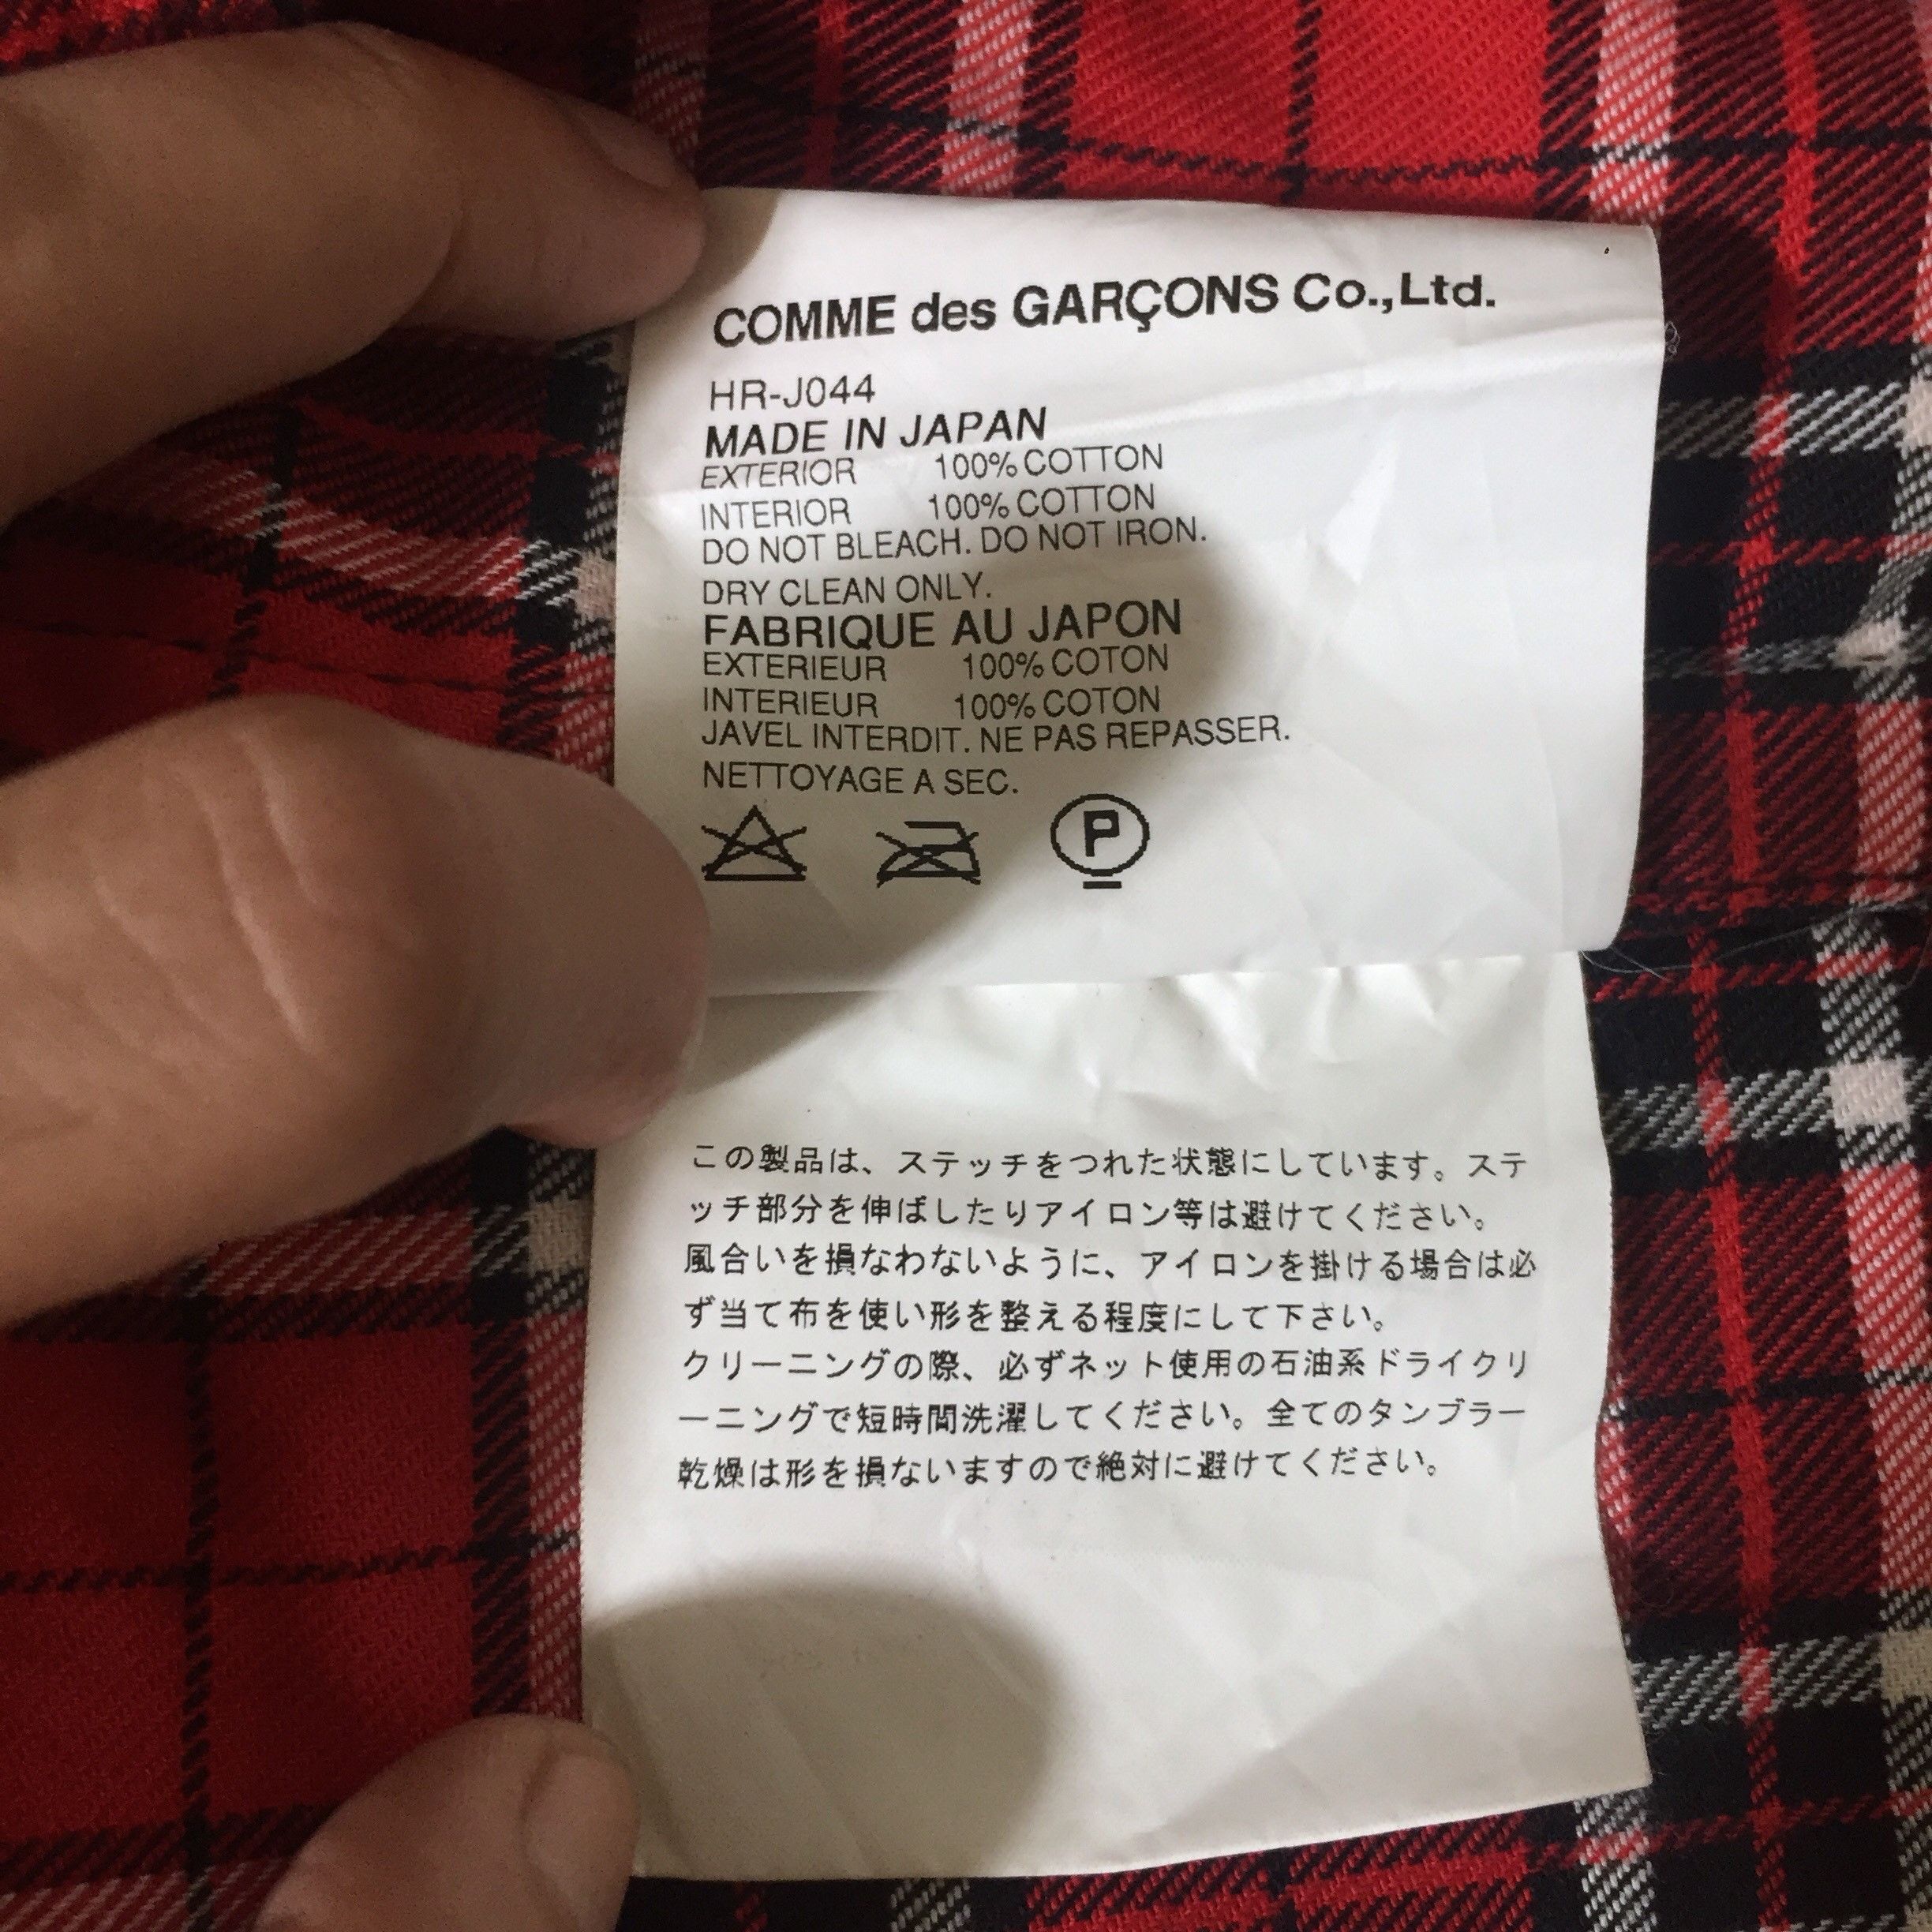 COMME des GARÇONS Co.,Ltd.
HR-J044
MADE IN JAPAN
EXTERIOR 100% COTTON
INTERIOR 100% COTTON
DO NOT BLEACH. DO NOT IRON.
DRY CLEAN ONLY.
FABRIQUE AU JAPON
EXTERIEUR 100% COTON
INTERIEUR 100% COTON
JAVEL INTERDIT. NE PAS REPASSER.
NETTOYAGE A SEC.
P
この製品は、ステッチをつれた状態にしています。ステ
ッチ部分を伸ばしたりアイロン等は避けてください。
風合いを損なわないように、アイロンを掛ける場合は必
ず当て布を使い形を整える程度にして下さい。
クリーニングの際、必ずネット使用の石油系ドライクリ
ーニングで短時間洗濯してください。全てのタンブラー
乾燥は形を損ないますので絶対に避けてください。